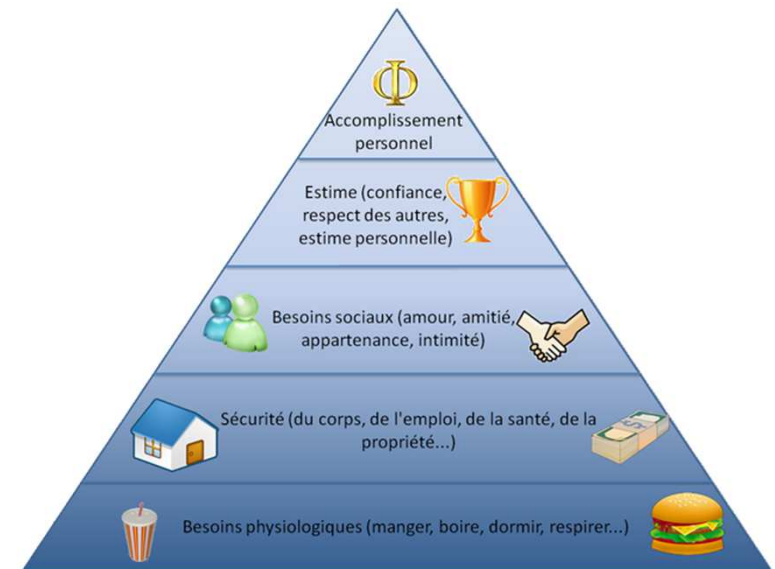 Φ
Accomplissement
personnel
Estime (confiance,
respect des autres,
estime personnelle)
Besoins sociaux (amour, amitié,
appartenance, intimité)
Sécurité (du corps, de l'emploi, de la santé, de la
propriété...)
Besoins physiologiques (manger, boire, dormir, respirer...)